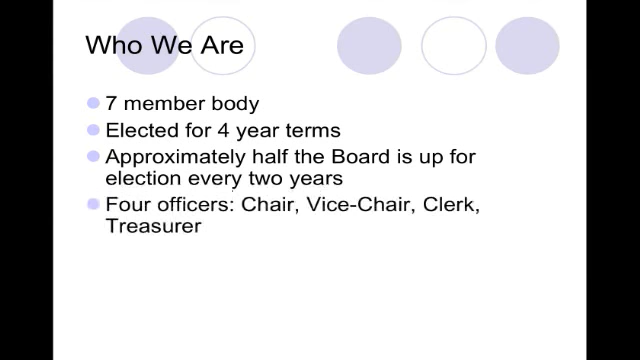 Who We Are
7 member body
Elected for 4 year terms
Approximately half the Board is up for
election every two years
Four officers: Chair, Vice-Chair, Clerk,
Treasurer